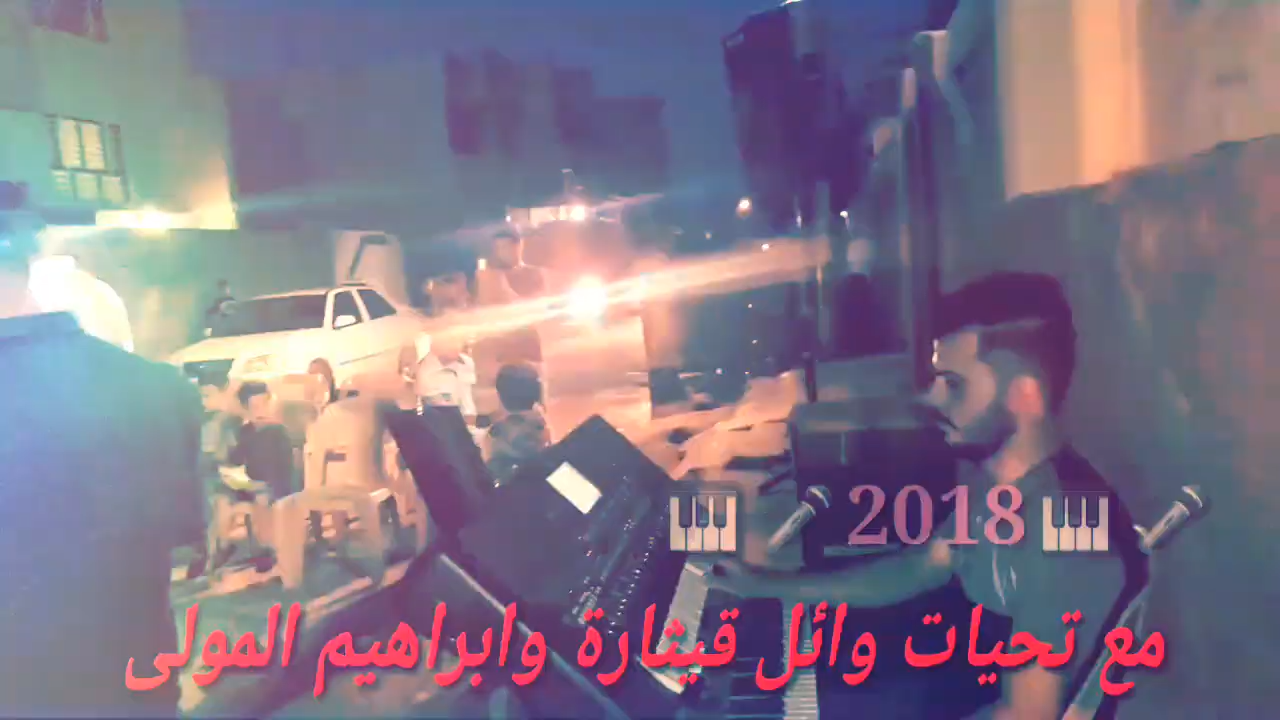 🎹 🎤 2018 🎹 🎤
مع تحيات وائل قيثارة وابراهيم المولى